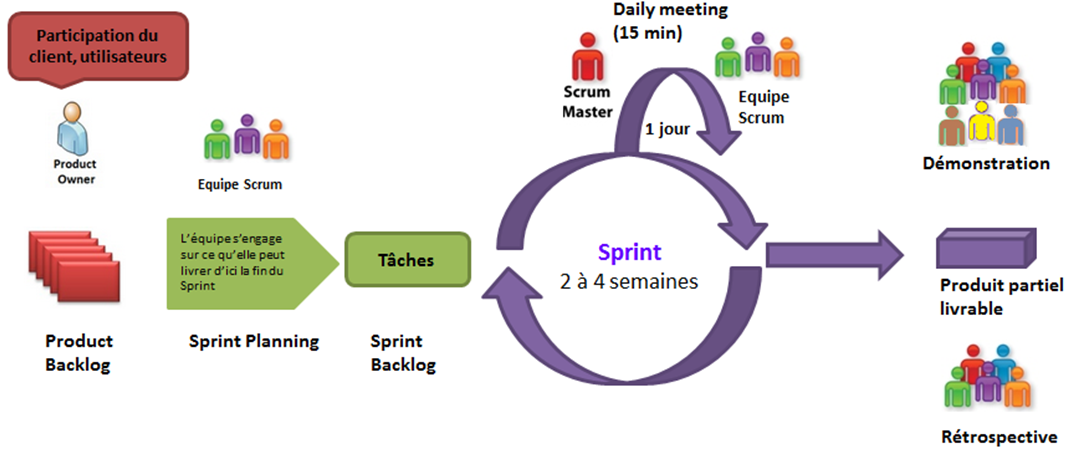 Participation du
client, utilisateurs
Product
Owner
Equipe Scrum
L'équipe s'engage
sur ce qu'elle peut
livrer d'ici la fin du
Sprint
Tâches
Product
Backlog
Sprint Planning
Sprint
Backlog
Daily meeting
(15 min)
Scrum
Master
1 jour
Equipe
Scrum
Sprint
2 à 4 semaines
Démonstration
Produit partiel
livrable
Rétrospective